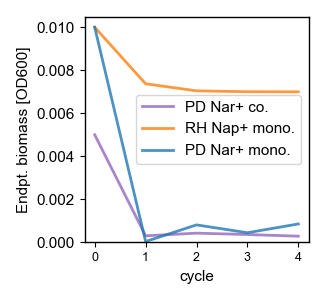 0.010
0.008
0.006
0.004
0.002
0.000
Endpt. biomass [OD600]
PD Nar+ co.
RH Nap+ mono.
PD Nar+ mono.
0 1 2 3 4
cycle